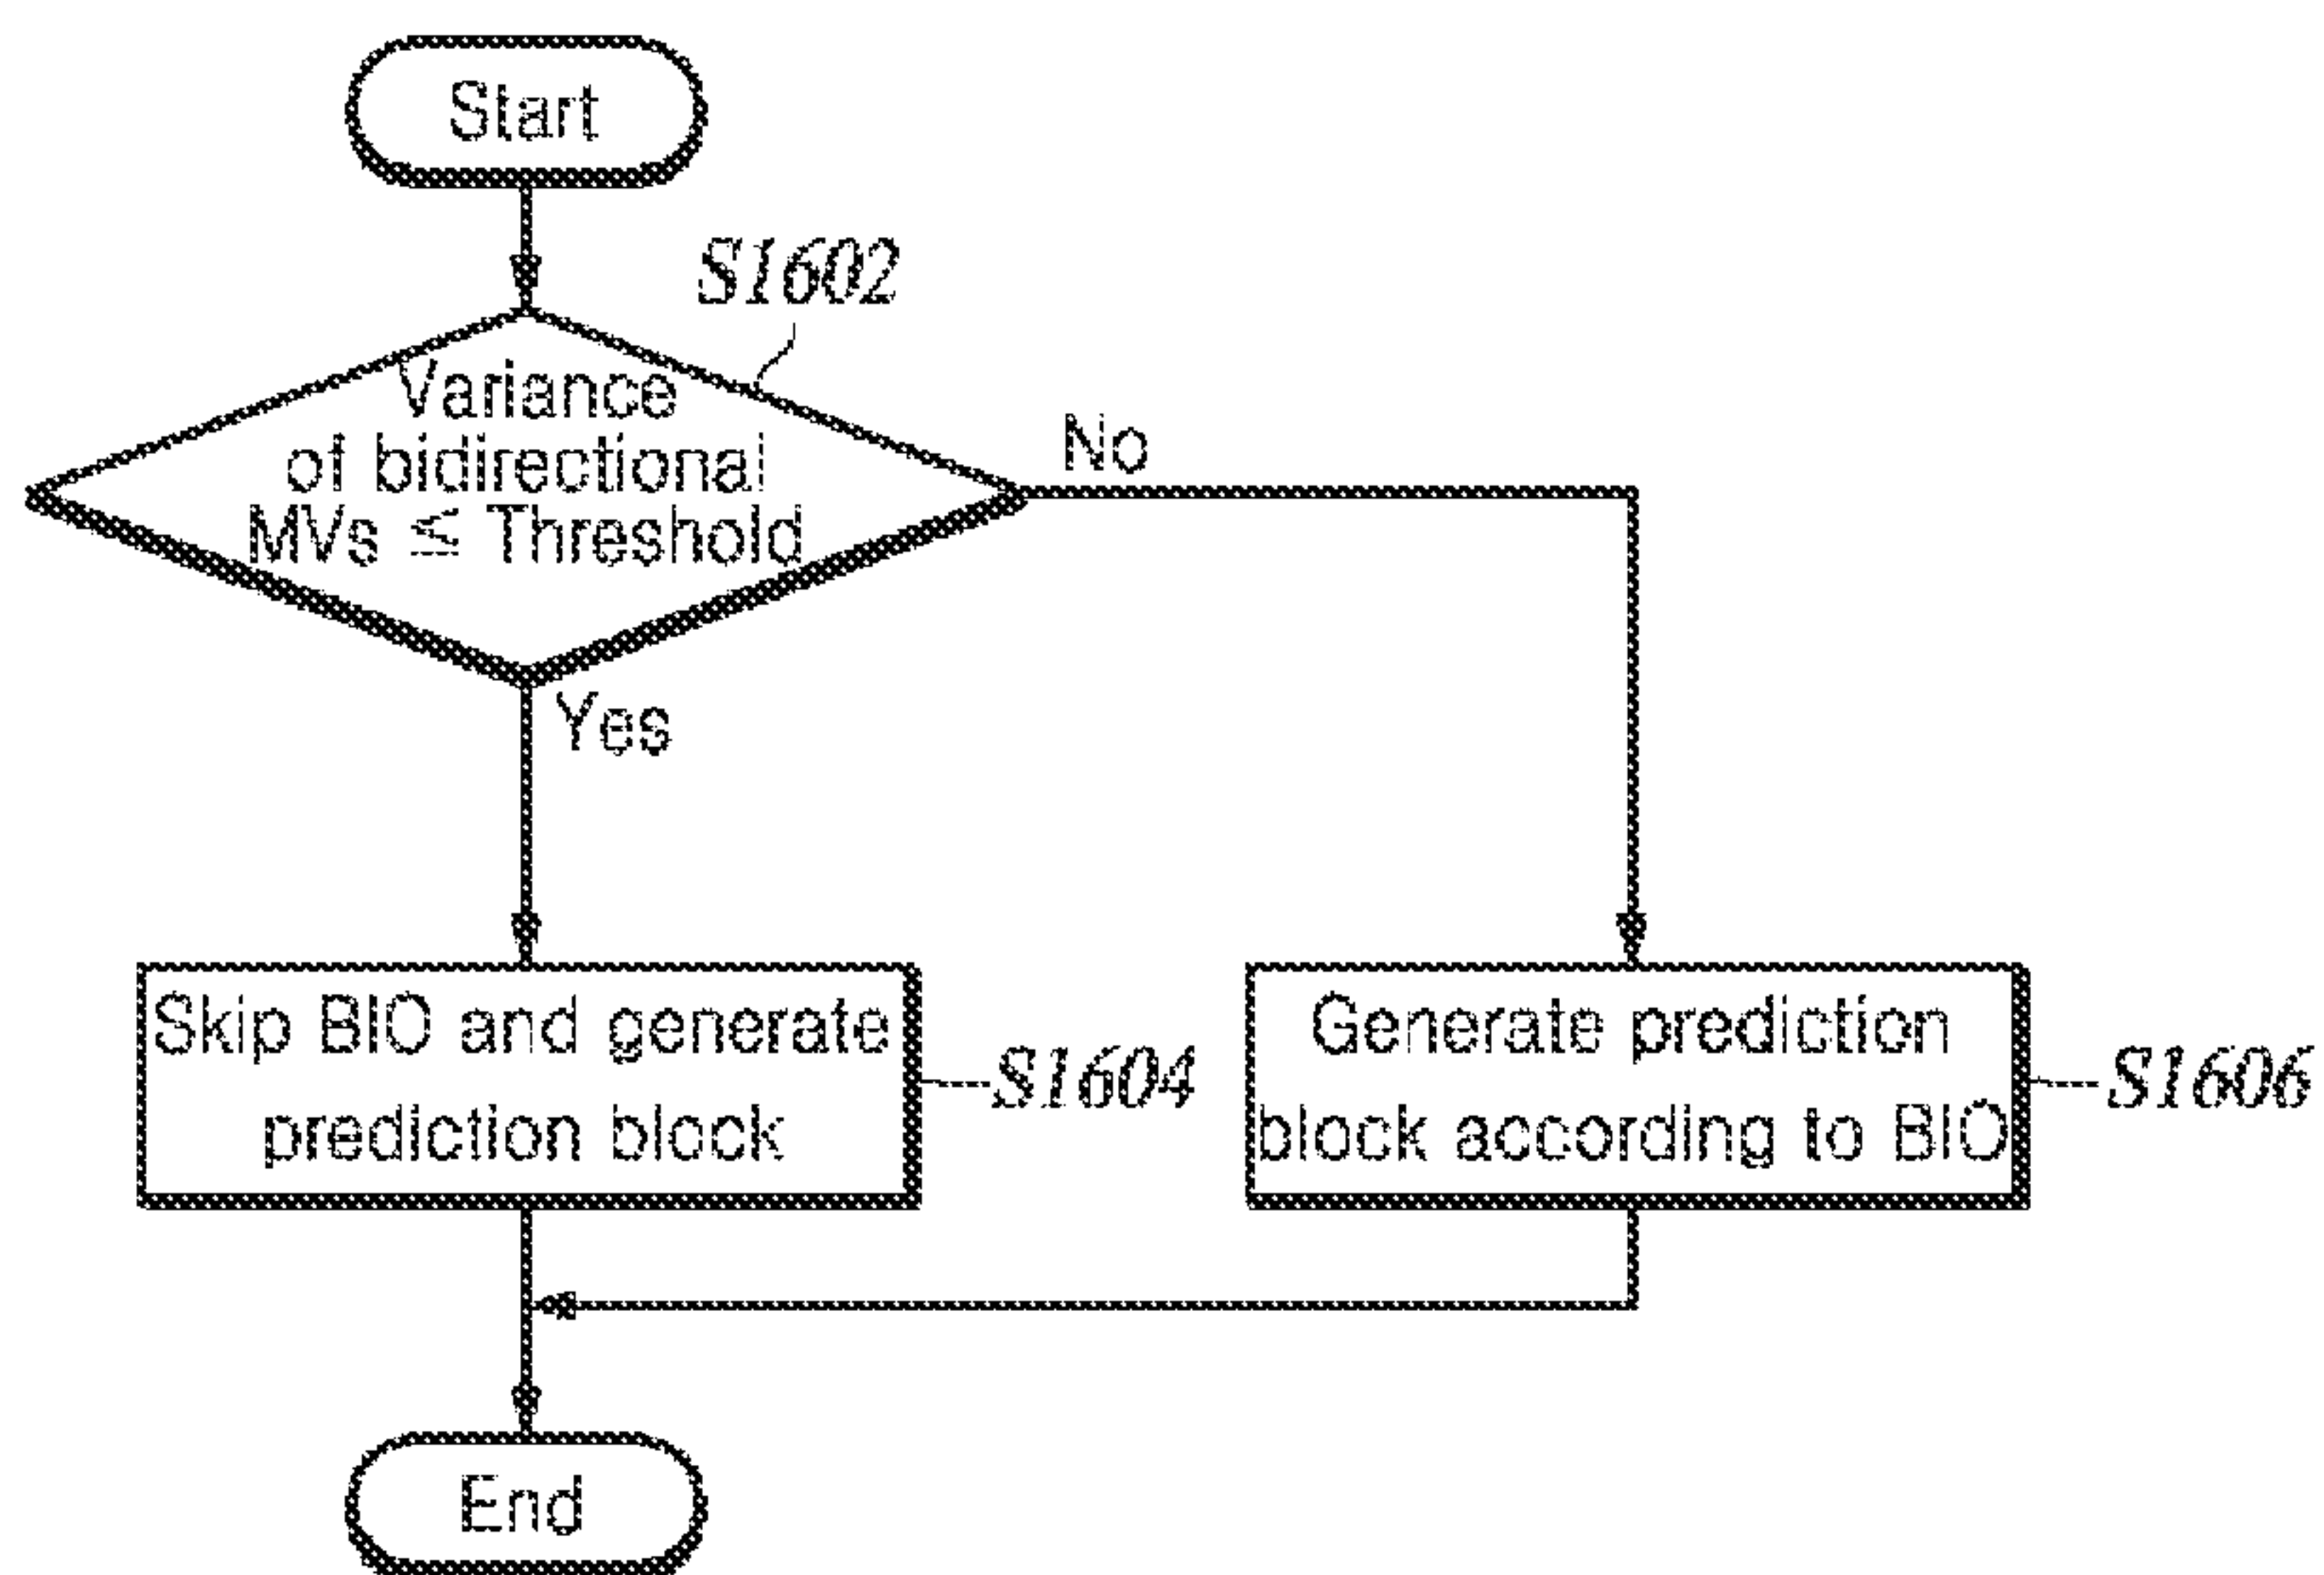 Start
S1602
Variance
of bidirectional
MVs ≤ Threshold
No
Yes
Skip BIO and generate
prediction block
S1604
Generate prediction
block according to BIO
S1606
End